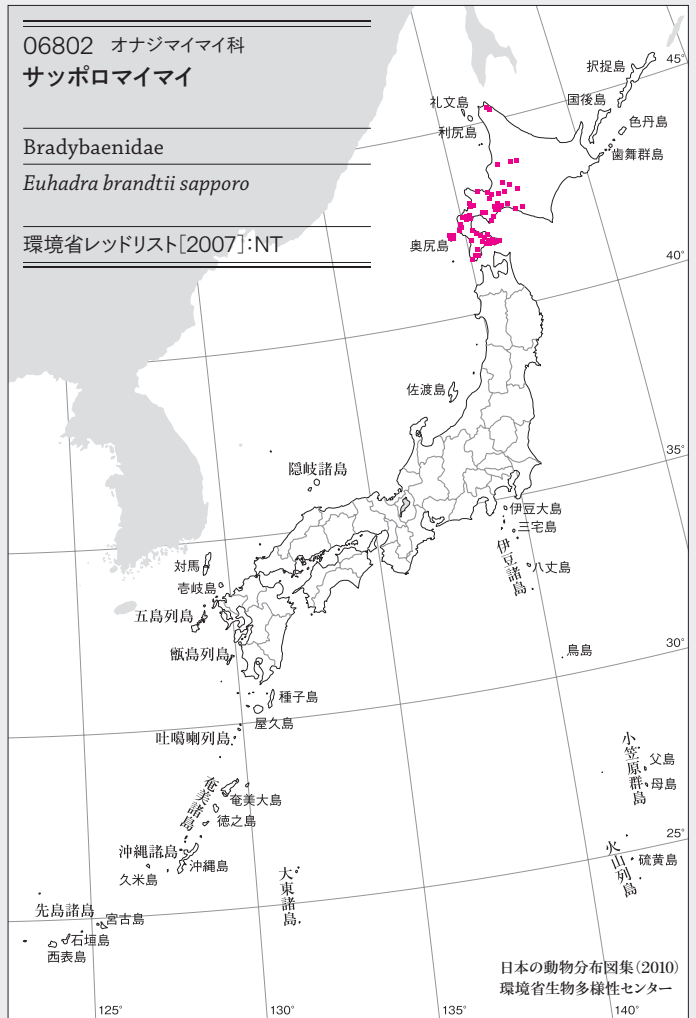 06802 オナジマイマイ科
サッポロマイマイ
Bradybaenidae
Euhadra brandtii sapporo
環境省レッドリスト[2007]:NT
45°
択捉島
礼文島
国後島
色丹島
利尻島
歯舞群島
奥尻島
40°
佐渡島
35°
隠岐諸島
伊豆大島
三宅島
伊豆諸島
八丈島
対馬
壱岐島
五島列島
甑島列島
鳥島
30°
種子島
屋久島
吐噶喇列島
小笠原群島
父島
母島
奄美諸島
奄美大島
徳之島
25°
沖縄諸島
沖縄島
久米島
火山列島
硫黄島
大東諸島
先島諸島
宮古島
石垣島
西表島
日本の動物分布図集(2010)
環境省生物多様性センター
125°
130°
135°
140°